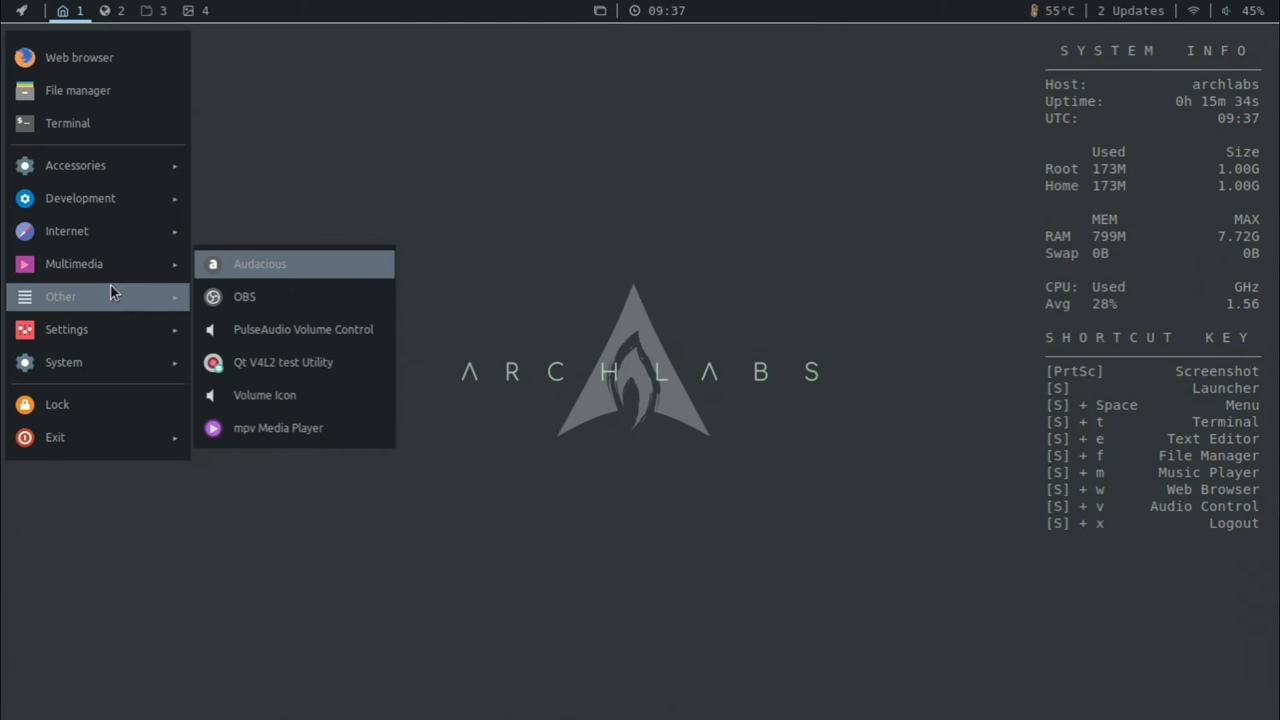 1 2 3 4 09:37 55°C 2 Updates 45%
Web browser
File manager
Terminal
Accessories
Development
Internet
Multimedia
Other
Settings
System
Lock
Exit
Audacious
OBS
PulseAudio Volume Control
Qt V4L2 test Utility
Volume Icon
mpv Media Player
ARCHLABS
SYSTEM INFO
Host: archlabs
Uptime: 0h 15m 34s
UTC: 09:37
Used Size
Root 173M 1.00G
Home 173M 1.00G
MEM MAX
RAM 799M 7.72G
Swap 0B 0B
CPU: Used GHz
Avg 28% 1.56
SHORTCUT KEY
[PrtSc] Screenshot
[S] Launcher
[S] + Space Menu
[S] + t Terminal
[S] + e Text Editor
[S] + f File Manager
[S] + m Music Player
[S] + w Web Browser
[S] + v Audio Control
[S] + x Logout